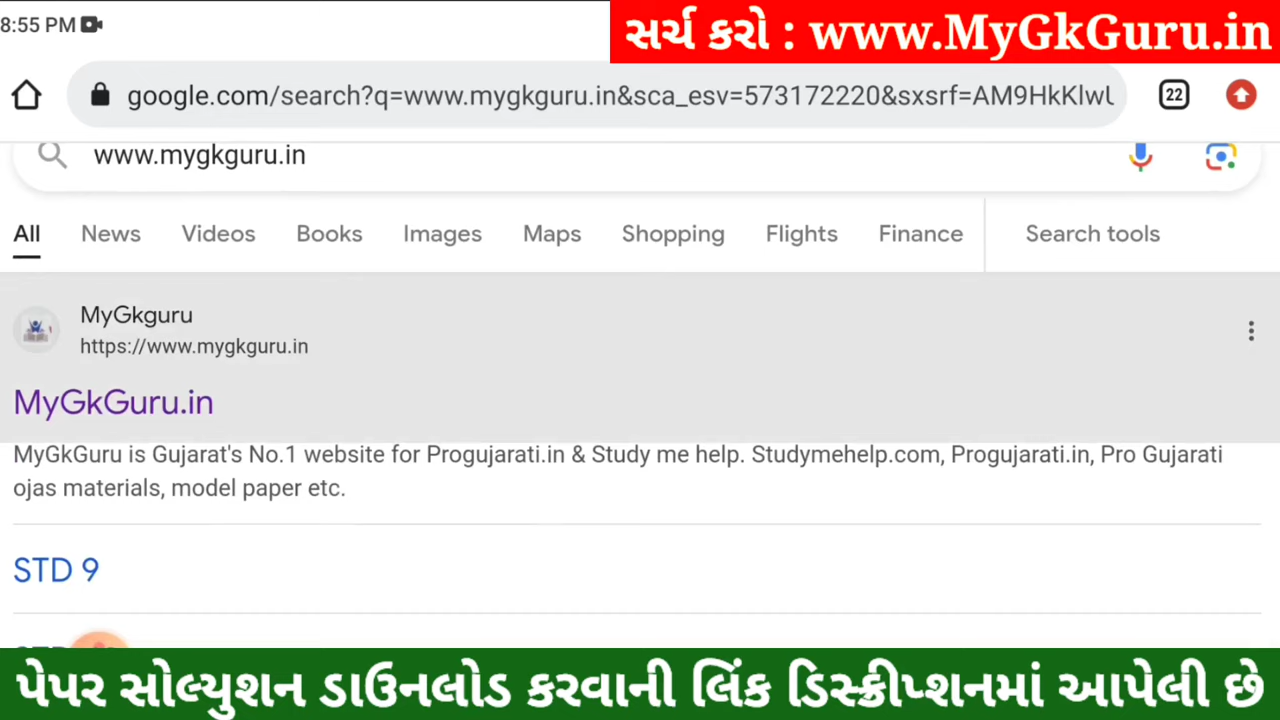 8:55 PM
સર્ચ કરો : www.MyGkGuru.in
google.com/search?q=www.mygkguru.in&sca_esv=573172220&sxsrf=AM9HkKlwU
22
www.mygkguru.in
All News Videos Books Images Maps Shopping Flights Finance Search tools
MyGkguru
https://www.mygkguru.in
MyGkGuru.in
MyGkGuru is Gujarat's No.1 website for Progujarati.in & Study me help. Studymehelp.com, Progujarati.in, Pro Gujarati
ojas materials, model paper etc.
STD 9
પેપર સોલ્યુશન ડાઉનલોડ કરવાની લિંક ડિસ્ક્રીપ્શનમાં આપેલી છે